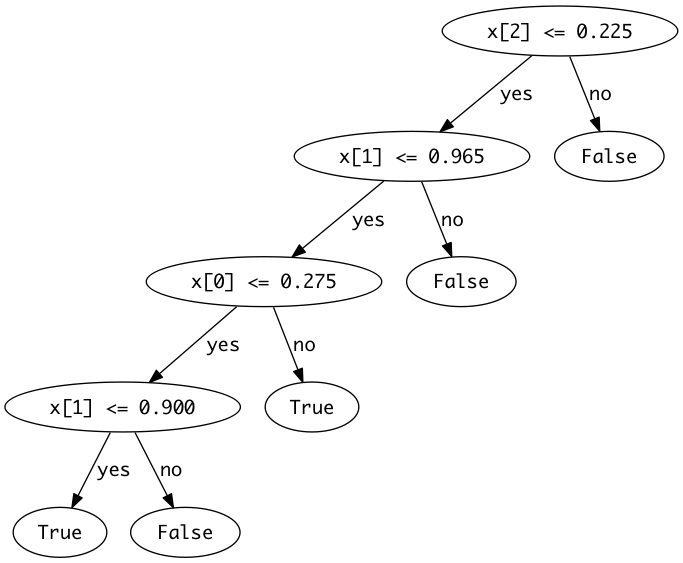 x[2] <= 0.225
yes
no
x[1] <= 0.965
False
yes
no
x[0] <= 0.275
False
yes
no
x[1] <= 0.900
True
yes
no
True
False